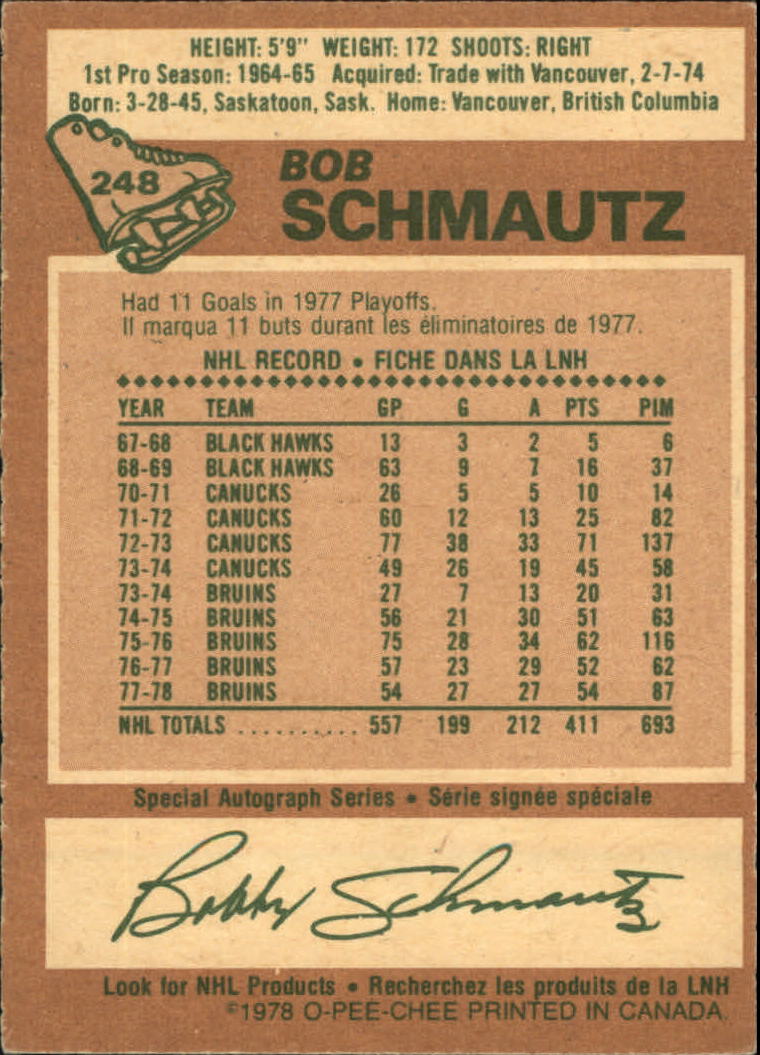 HEIGHT: 5'9" WEIGHT: 172 SHOOTS: RIGHT
1st Pro Season: 1964-65 Acquired: Trade with Vancouver, 2-7-74
Born: 3-28-45, Saskatoon, Sask. Home: Vancouver, British Columbia
248
BOB
SCHMAUTZ
Had 11 Goals in 1977 Playoffs.
Il marqua 11 buts durant les éliminatoires de 1977.
NHL RECORD • FICHE DANS LA LNH
YEAR TEAM GP G A PTS PIM
67-68 BLACK HAWKS 13 3 2 5 6
68-69 BLACK HAWKS 63 9 7 16 37
70-71 CANUCKS 26 5 5 10 14
71-72 CANUCKS 60 12 13 25 82
72-73 CANUCKS 77 38 33 71 137
73-74 CANUCKS 49 26 19 45 58
73-74 BRUINS 27 7 13 20 31
74-75 BRUINS 56 21 30 51 63
75-76 BRUINS 75 28 34 62 116
76-77 BRUINS 57 23 29 52 62
77-78 BRUINS 54 27 27 54 87
NHL TOTALS .......... 557 199 212 411 693
Special Autograph Series • Série signée spéciale
Bobby Schmautz
Look for NHL Products • Recherchez les produits de la LNH
©1978 O-PEE-CHEE PRINTED IN CANADA.